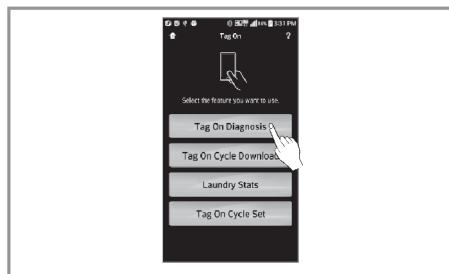 3:31 PM
Tag On
?
Select the feature you want to use.
Tag On Diagnosis
Tag On Cycle Download
Laundry Stats
Tag On Cycle Set